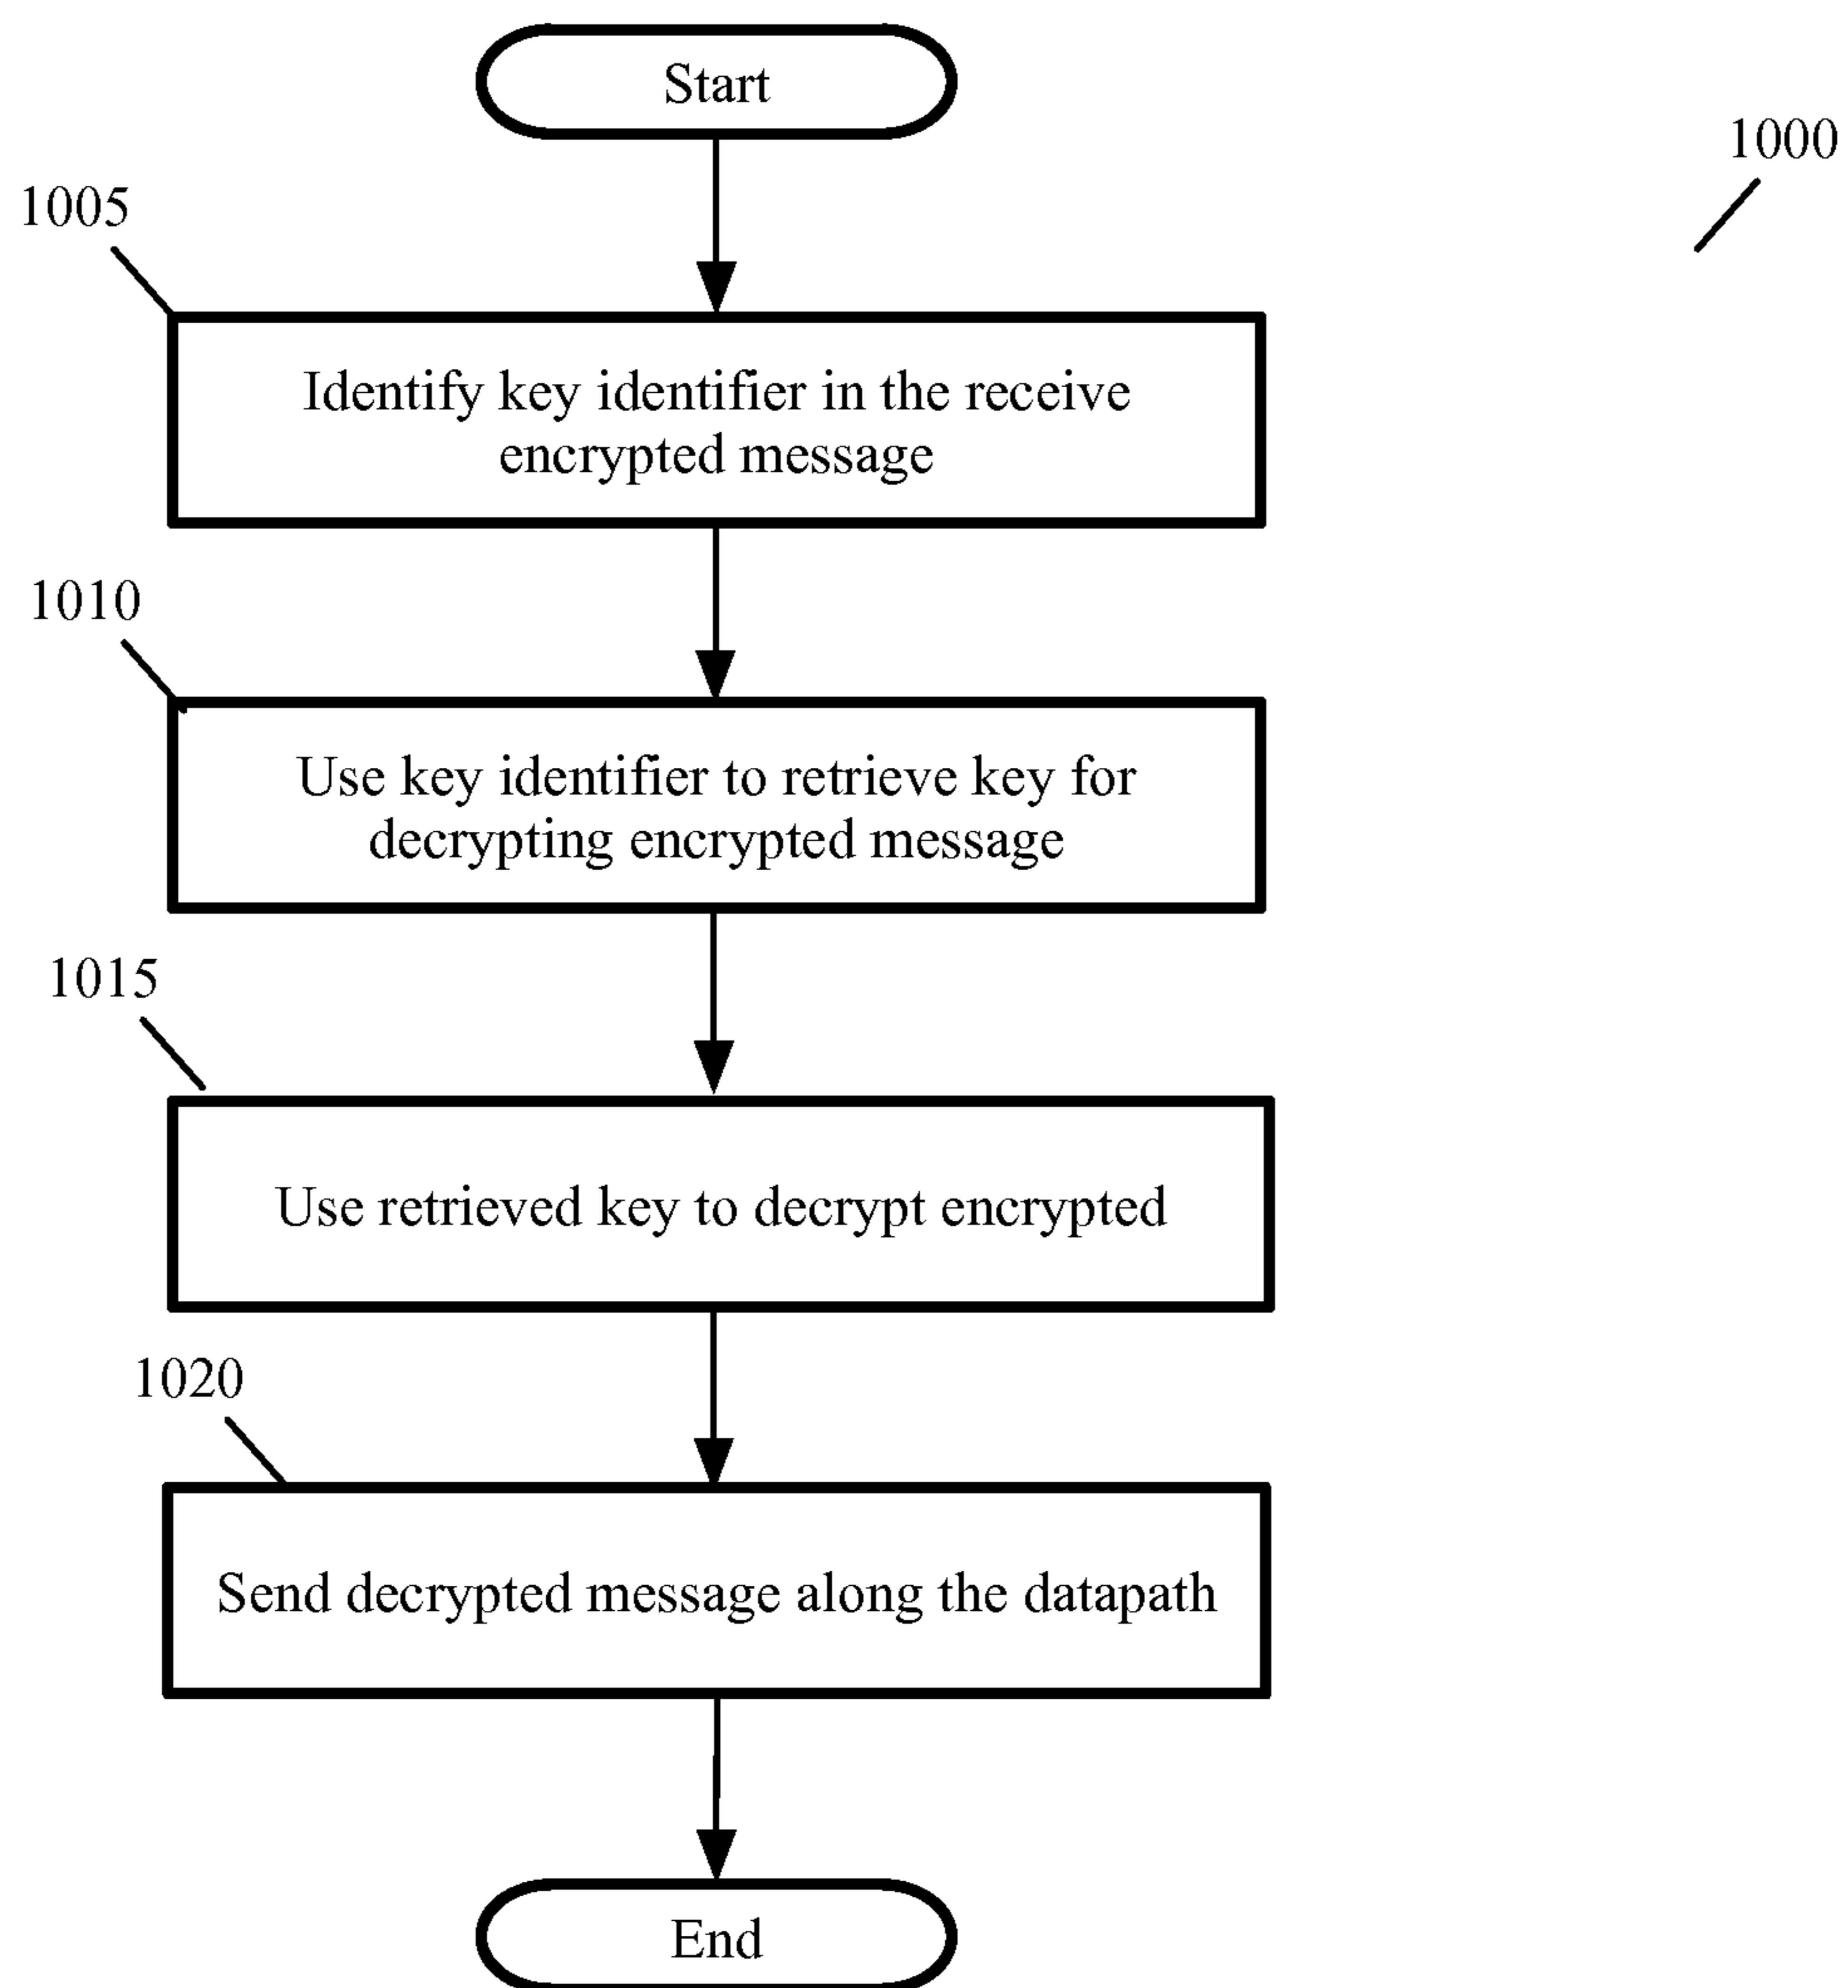 Start
1000
1005
Identify key identifier in the receive
encrypted message
1010
Use key identifier to retrieve key for
decrypting encrypted message
1015
Use retrieved key to decrypt encrypted
1020
Send decrypted message along the datapath
End